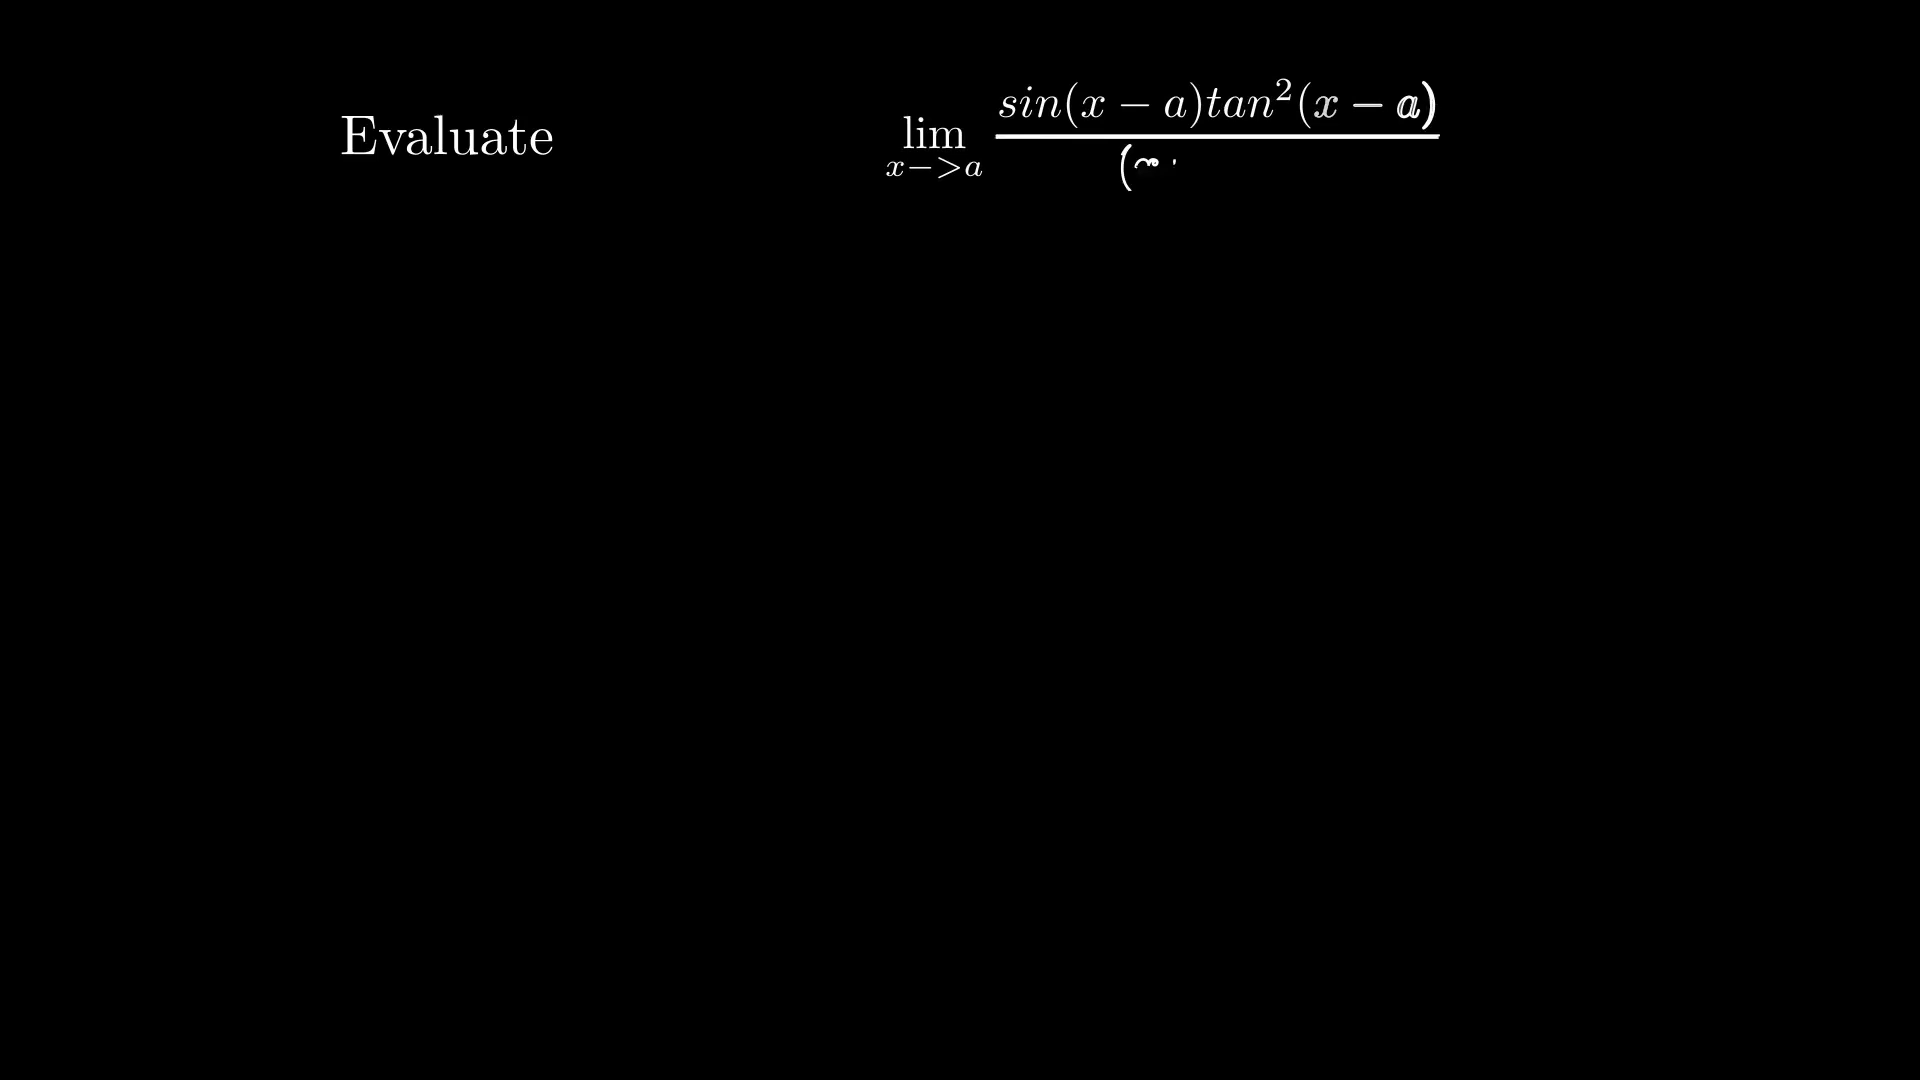 Evaluate lim x->a sin(x − a)tan²(x − a)
(